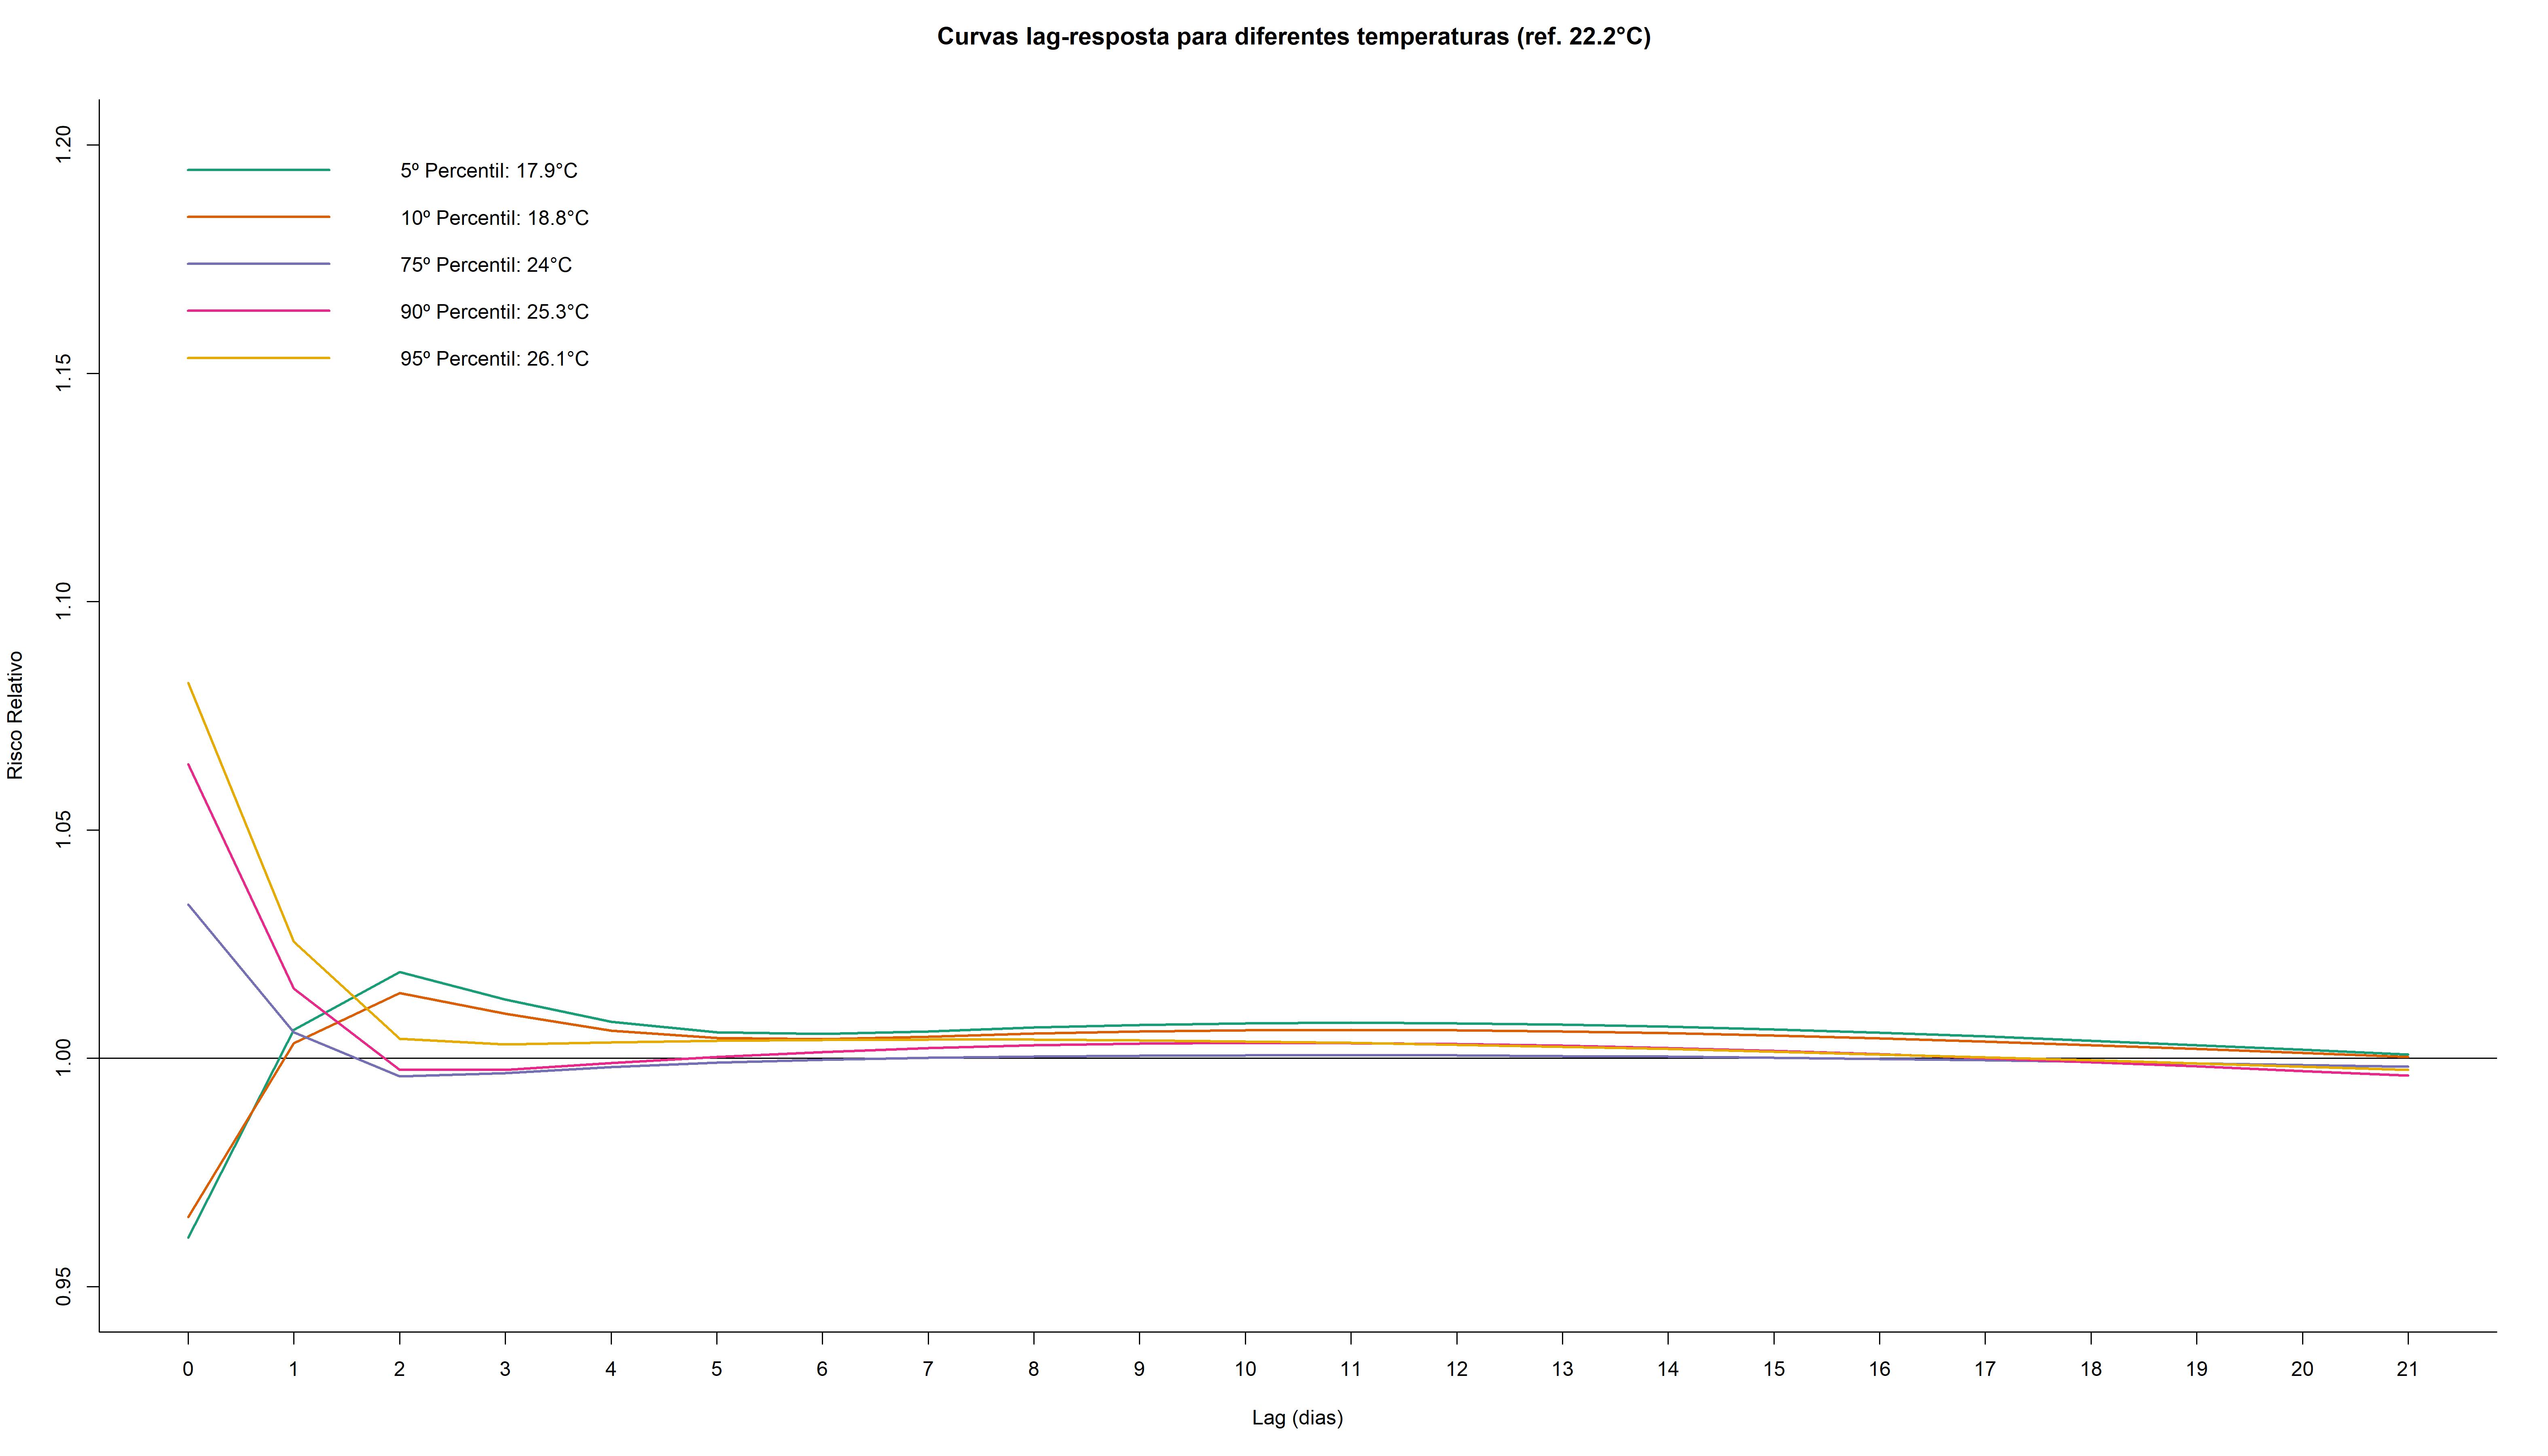 Curvas lag-resposta para diferentes temperaturas (ref. 22.2°C)
1.20
1.15
1.10
1.05
1.00
0.95
Risco Relativo
5º Percentil: 17.9°C
10º Percentil: 18.8°C
75º Percentil: 24°C
90º Percentil: 25.3°C
95º Percentil: 26.1°C
0 1 2 3 4 5 6 7 8 9 10 11 12 13 14 15 16 17 18 19 20 21
Lag (dias)